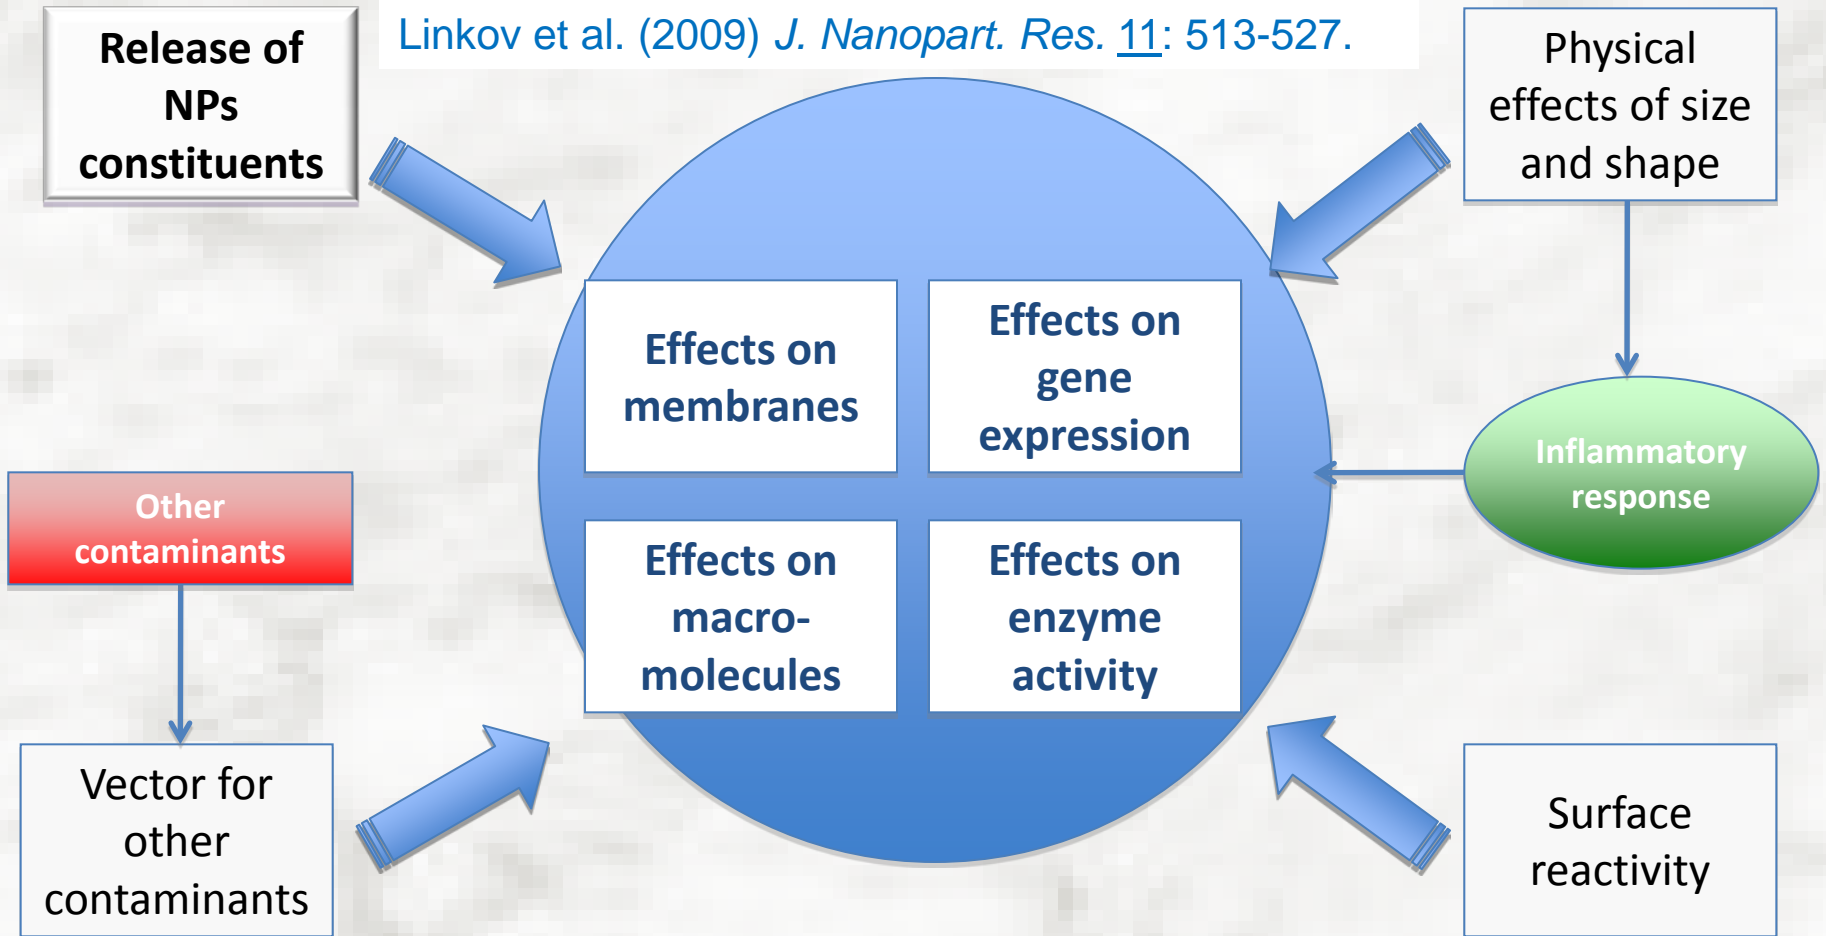 Linkov et al. (2009) J. Nanopart. Res. 11: 513-527.
Release of
NPs
constituents
Physical
effects of size
and shape
Effects on
membranes
Effects on
gene
expression
Inflammatory
response
Other
contaminants
Effects on
macro-
molecules
Effects on
enzyme
activity
Vector for
other
contaminants
Surface
reactivity